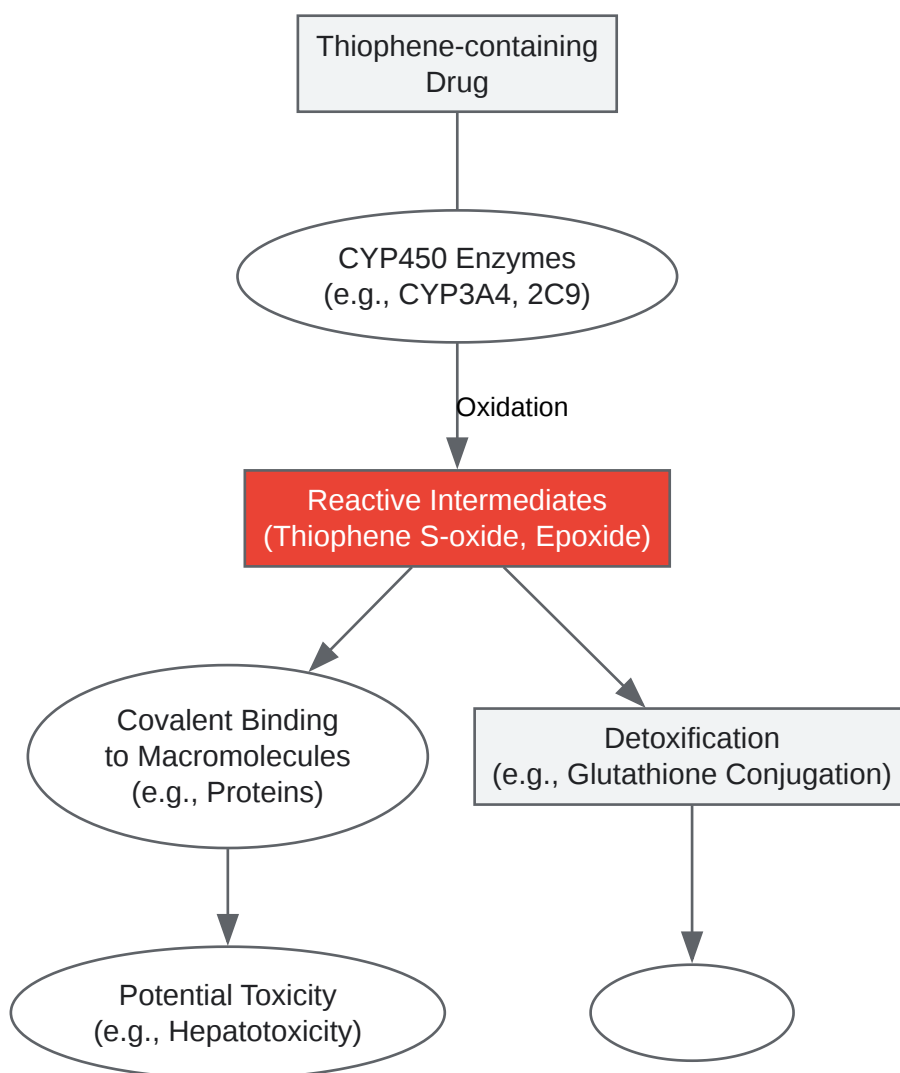 Thiophene-containing
Drug
CYP450 Enzymes
(e.g., CYP3A4, 2C9)
Oxidation
Reactive Intermediates
(Thiophene S-oxide, Epoxide)
Covalent Binding
to Macromolecules
(e.g., Proteins)
Detoxification
(e.g., Glutathione Conjugation)
Potential Toxicity
(e.g., Hepatotoxicity)